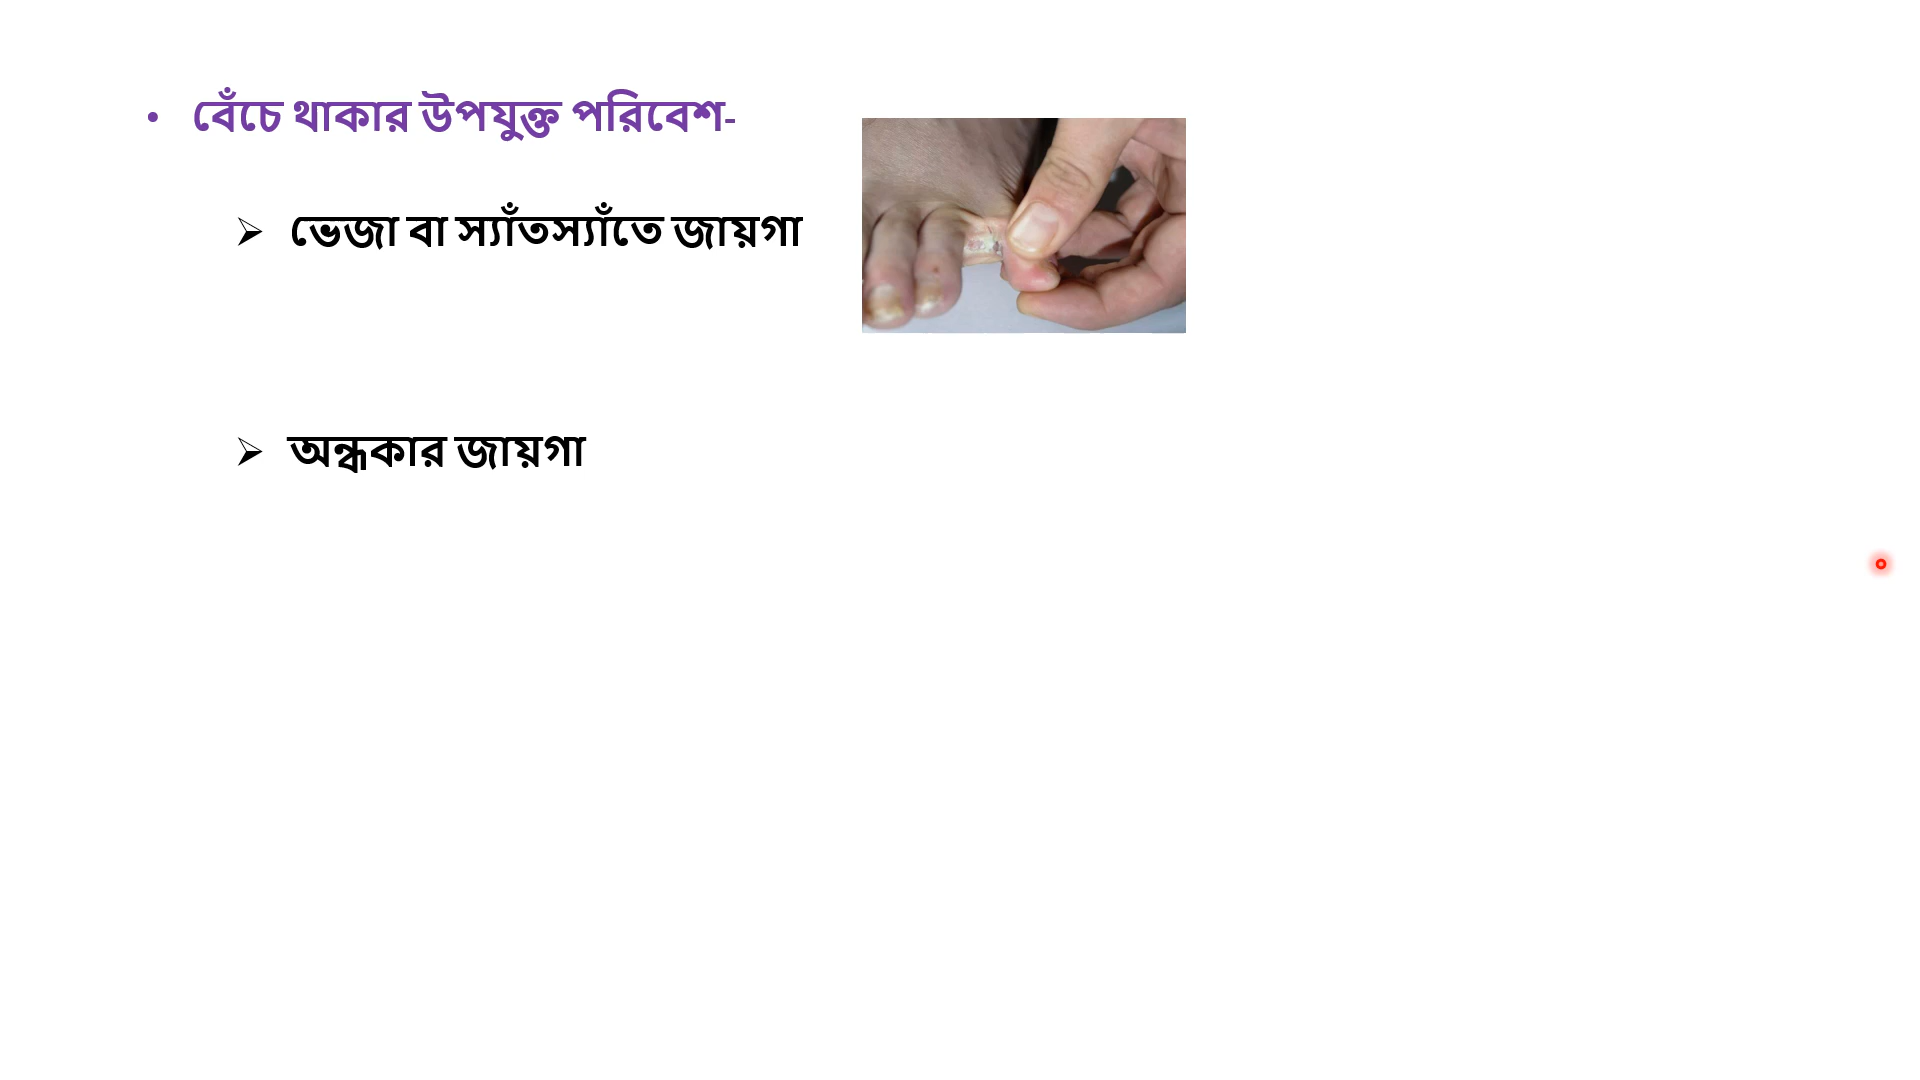 • বেঁচে থাকার উপযুক্ত পরিবেশ-
➢ ভেজা বা স্যাঁতস্যাঁতে জায়গা
➢ অন্ধকার জায়গা